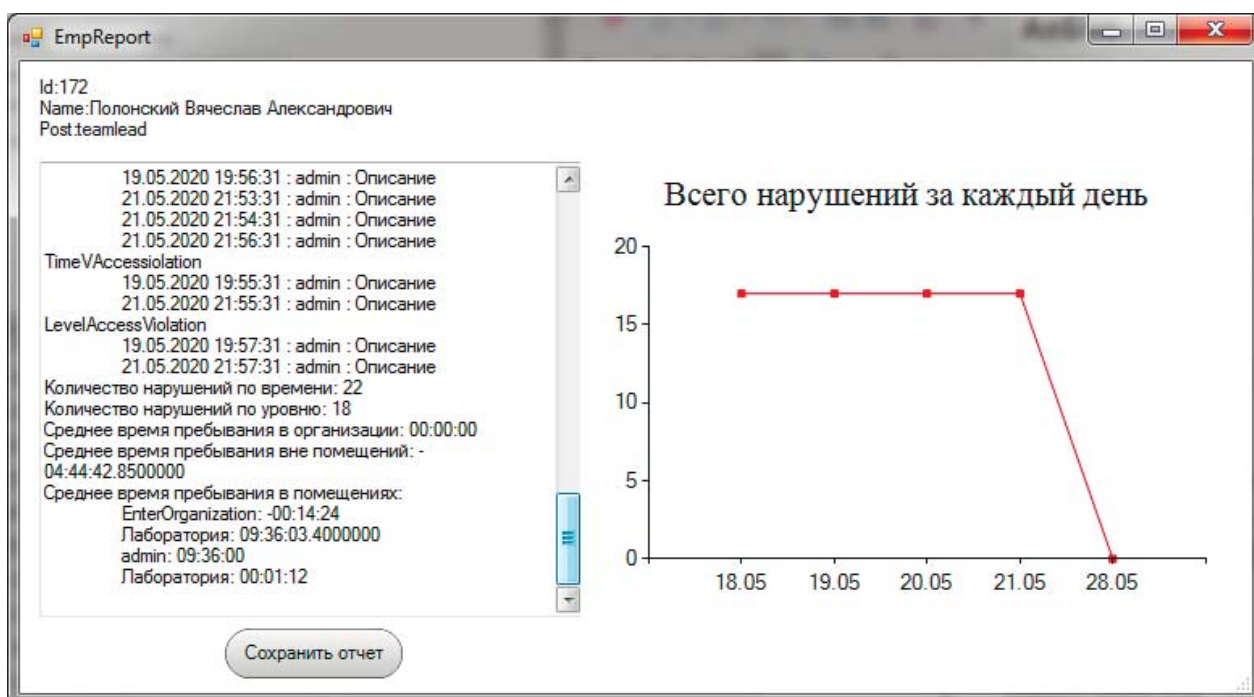 EmpReport
Id:172
Name:Полонский Вячеслав Александрович
Post:teamlead
19.05.2020 19:56:31 : admin : Описание
21.05.2020 21:53:31 : admin : Описание
21.05.2020 21:54:31 : admin : Описание
21.05.2020 21:56:31 : admin : Описание
TimeVAccessiolation
19.05.2020 19:55:31 : admin : Описание
21.05.2020 21:55:31 : admin : Описание
LevelAccessViolation
19.05.2020 19:57:31 : admin : Описание
21.05.2020 21:57:31 : admin : Описание
Количество нарушений по времени: 22
Количество нарушений по уровню: 18
Среднее время пребывания в организации: 00:00:00
Среднее время пребывания вне помещений: -
04:44:42.8500000
Среднее время пребывания в помещениях:
EnterOrganization: -00:14:24
Лаборатория: 09:36:03.4000000
admin: 09:36:00
Лаборатория: 00:01:12
Сохранить отчет
Всего нарушений за каждый день
20
15
10
5
0
18.05 19.05 20.05 21.05 28.05